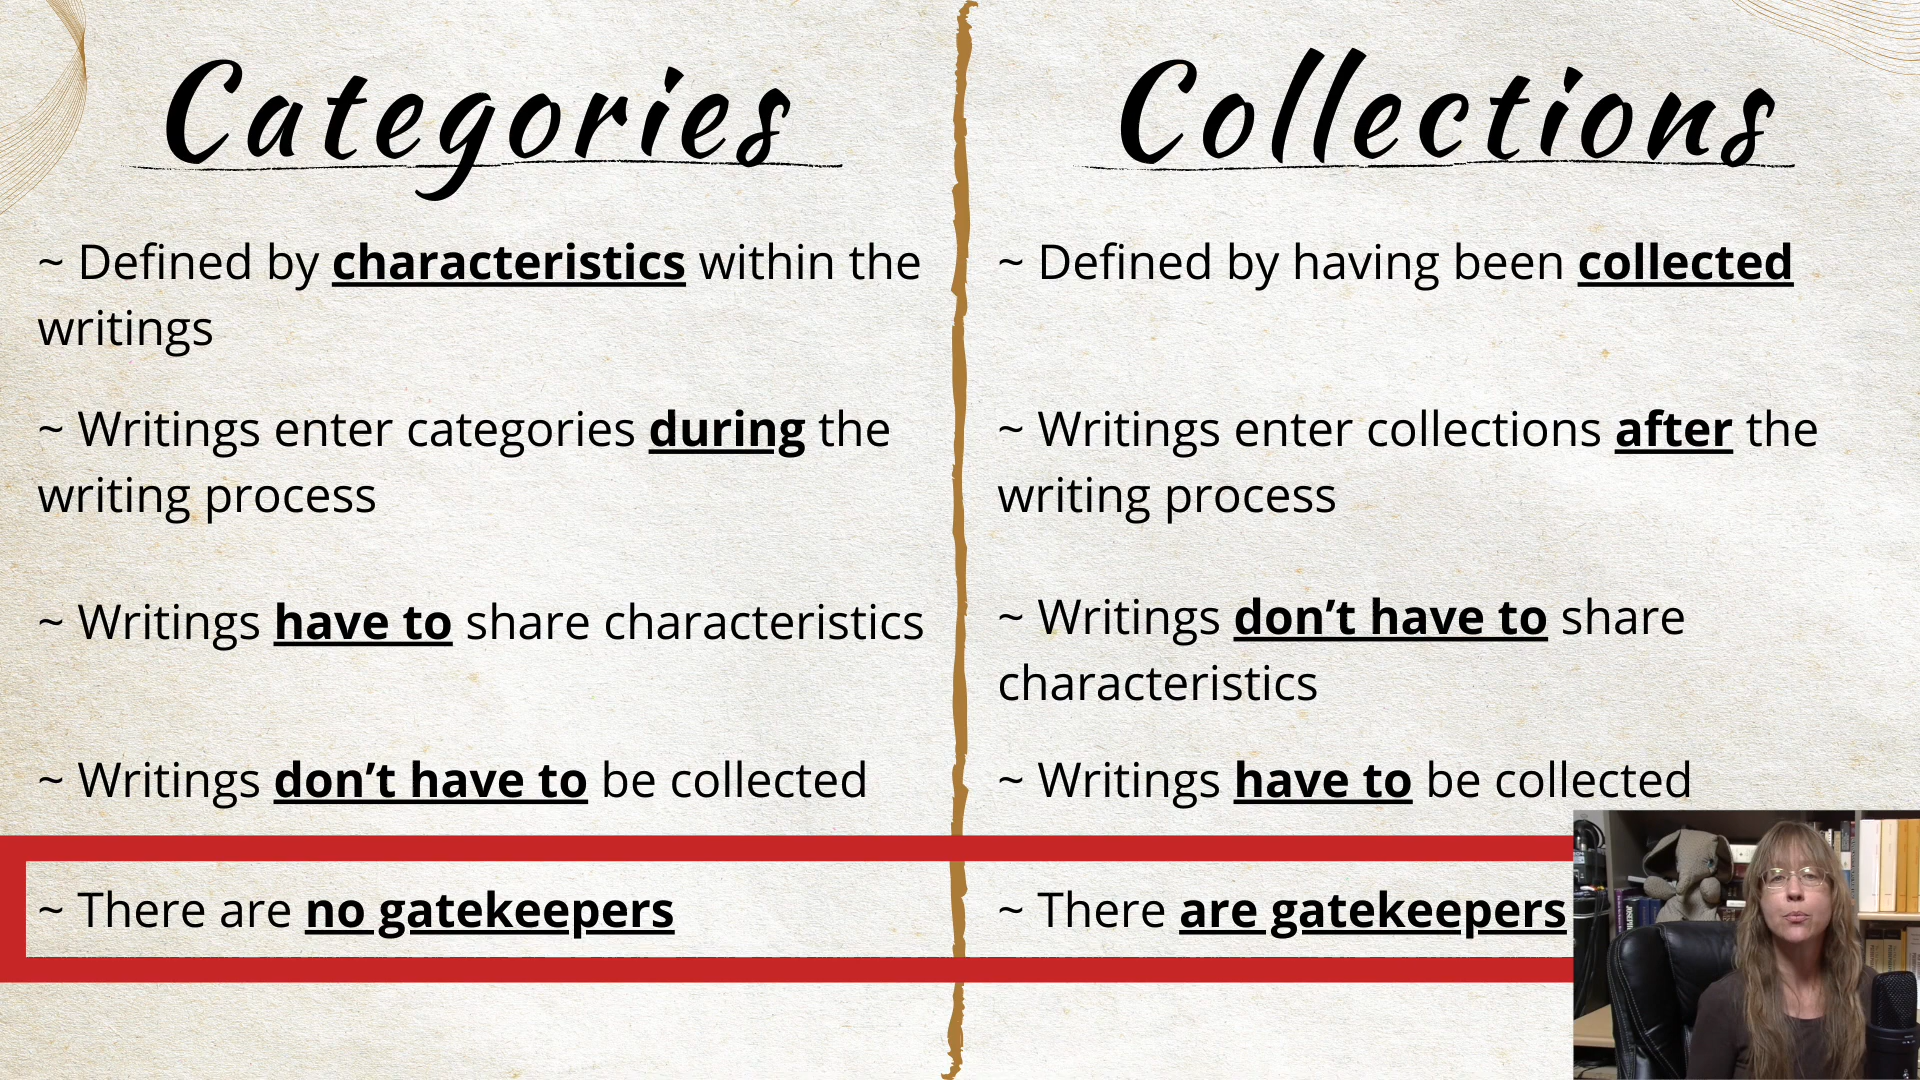 Categories
~ Defined by characteristics within the
writings
~ Writings enter categories during the
writing process
~ Writings have to share characteristics
~ Writings don’t have to be collected
~ There are no gatekeepers
Collections
~ Defined by having been collected
~ Writings enter collections after the
writing process
~ Writings don’t have to share
characteristics
~ Writings have to be collected
~ There are gatekeepers